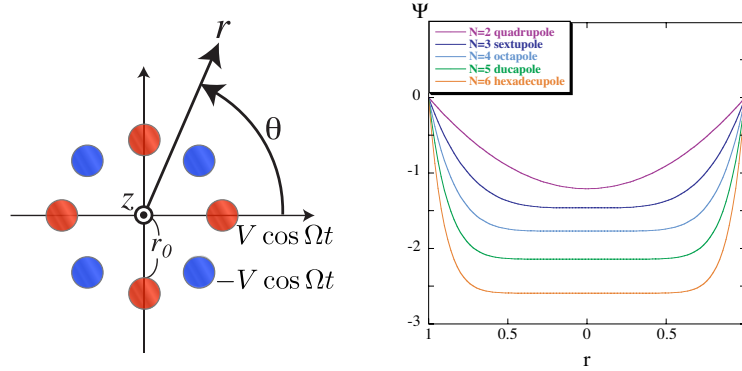 r
θ
z
r₀
V cos Ωt
−V cos Ωt
Ψ
N=2 quadrupole
N=3 sextupole
N=4 octapole
N=5 ducapole
N=6 hexadecupole
0
-1
-2
-3
1 0.5 0 0.5
r